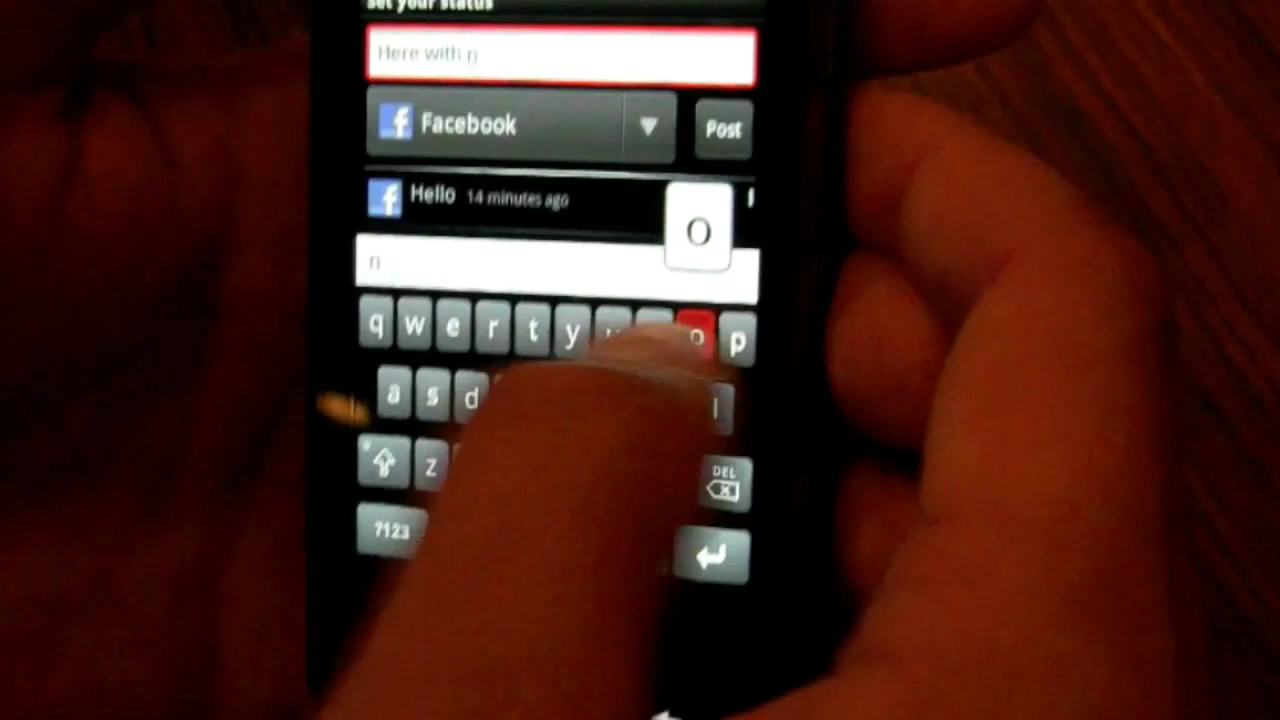 set your status
Here with n
Facebook
Post
Hello 14 minutes ago
O
n
q w e r t y o p
a s d l
z DEL
?123